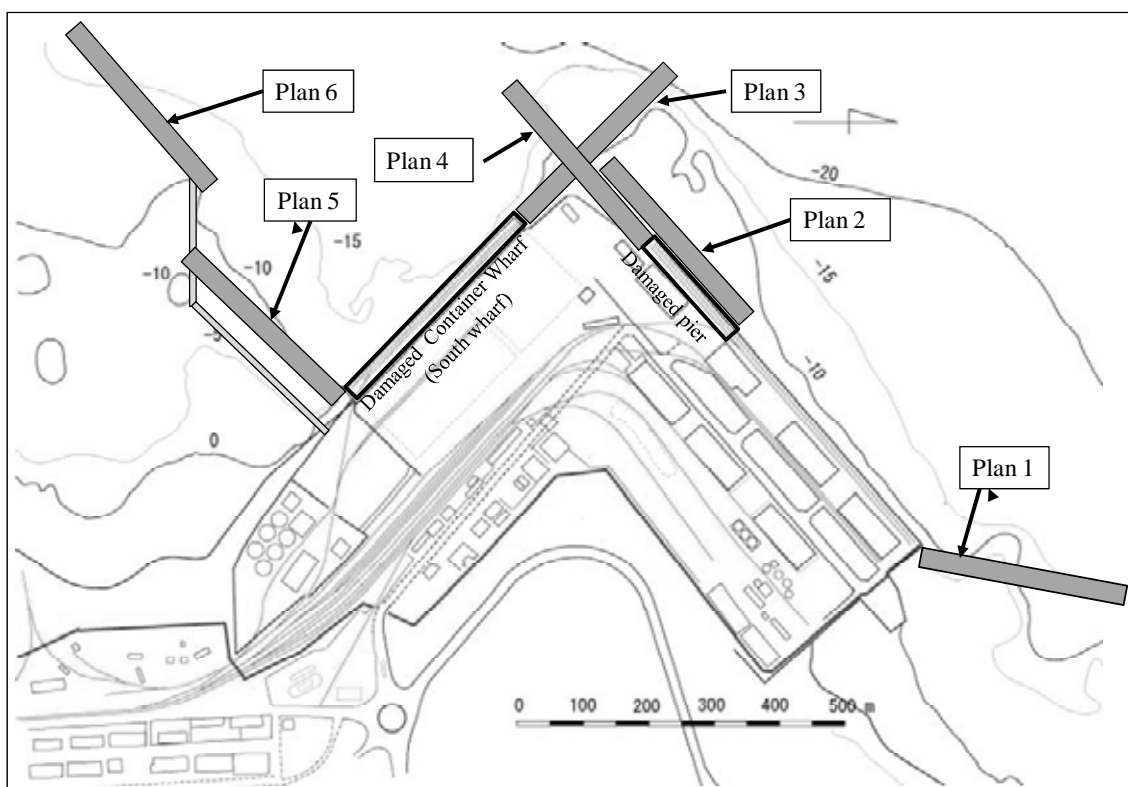 Plan 6
Plan 3
Plan 4
-20
Plan 5
Plan 2
-15
-10
-10
-15
Damaged Container Wharf
(South wharf)
Damaged pier
-5
-10
0
Plan 1
0 100 200 300 400 500 m